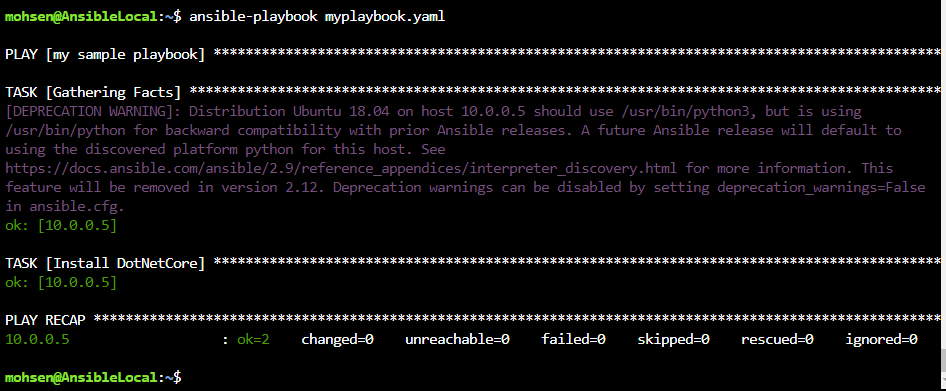 mohsen@AnsibleLocal:~$ ansible-playbook myplaybook.yaml
PLAY [my sample playbook] *******************************************************************************************
TASK [Gathering Facts] **********************************************************************************************
[DEPRECATION WARNING]: Distribution Ubuntu 18.04 on host 10.0.0.5 should use /usr/bin/python3, but is using
/usr/bin/python for backward compatibility with prior Ansible releases. A future Ansible release will default to
using the discovered platform python for this host. See
https://docs.ansible.com/ansible/2.9/reference_appendices/interpreter_discovery.html for more information. This
feature will be removed in version 2.12. Deprecation warnings can be disabled by setting deprecation_warnings=False
in ansible.cfg.
ok: [10.0.0.5]
TASK [Install DotNetCore] *******************************************************************************************
ok: [10.0.0.5]
PLAY RECAP **********************************************************************************************************
10.0.0.5                   : ok=2    changed=0    unreachable=0    failed=0    skipped=0    rescued=0    ignored=0
mohsen@AnsibleLocal:~$